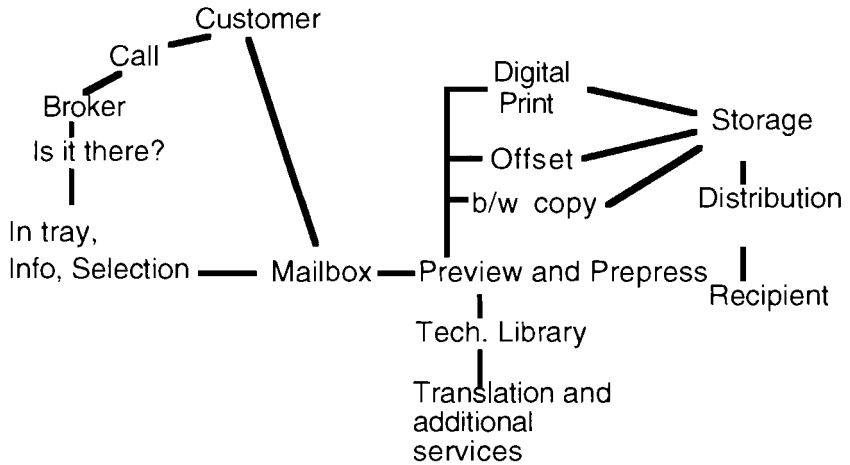 Customer
Call
Broker
Is it there?
In tray,
Info, Selection
Mailbox
Preview and Prepress
Digital
Print
Offset
b/w copy
Storage
Distribution
Recipient
Tech. Library
Translation and
additional
services